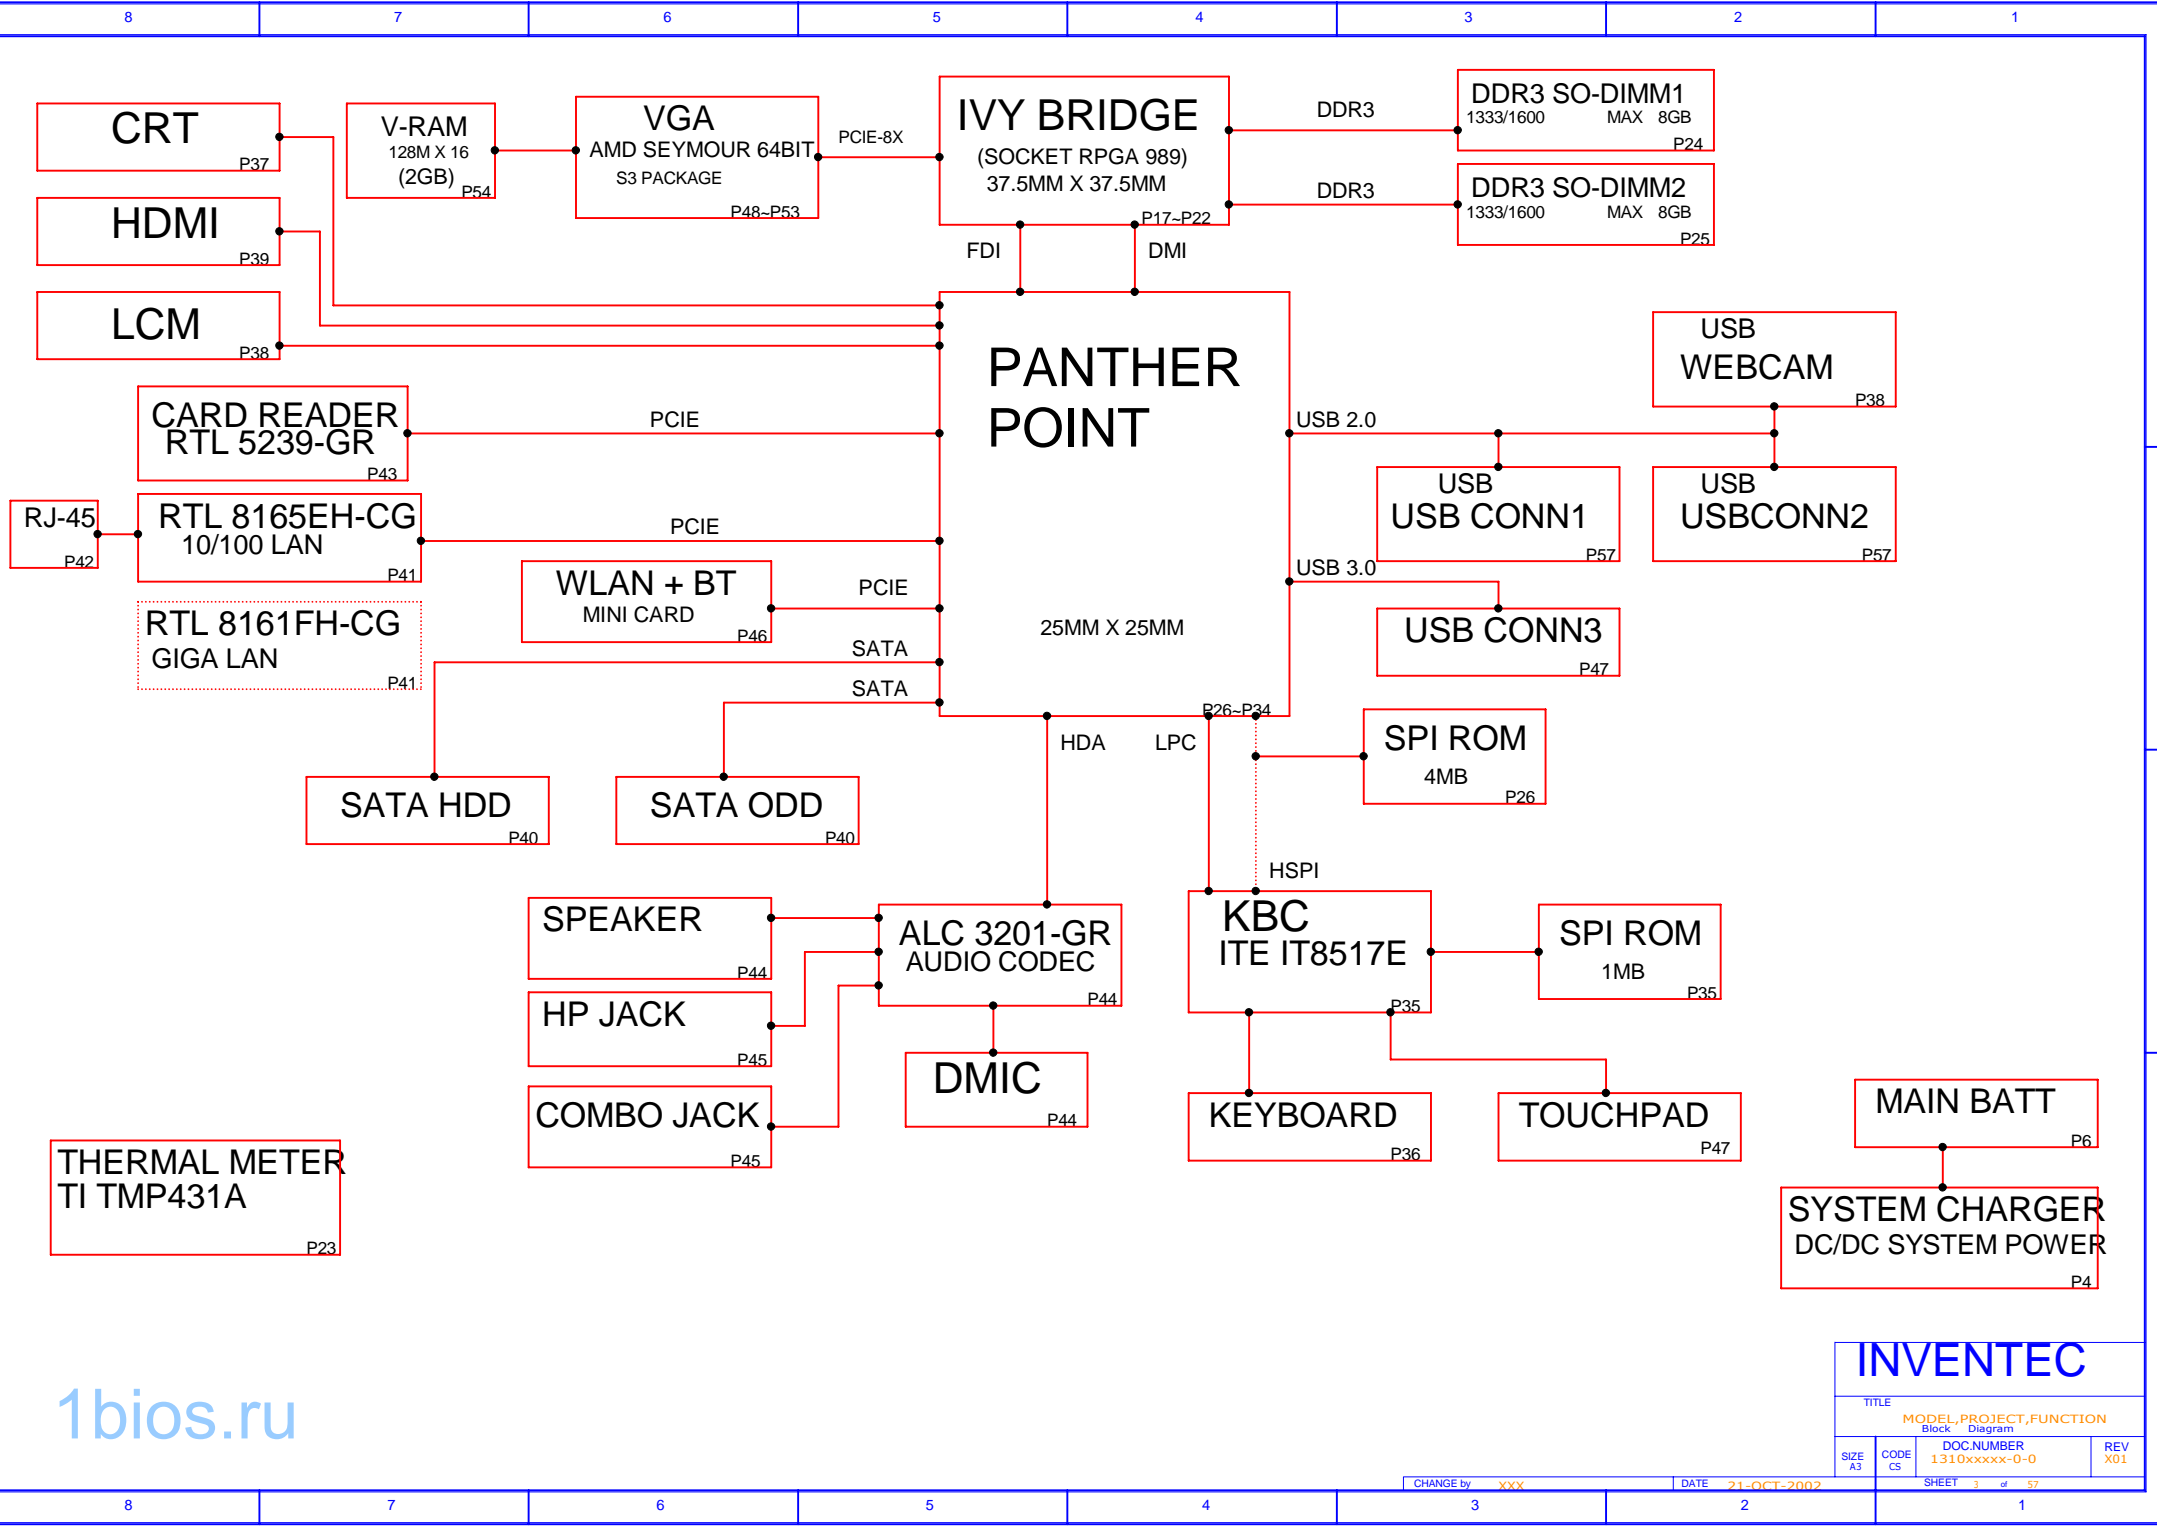 8 7 6 5 4 3 2 1
CRT
P37
V-RAM
128M X 16
(2GB)
P54
VGA
AMD SEYMOUR 64BIT
S3 PACKAGE
P48~P53
PCIE-8X
IVY BRIDGE
(SOCKET RPGA 989)
37.5MM X 37.5MM
P17~P22
DDR3
DDR3 SO-DIMM1
1333/1600 MAX 8GB
P24
DDR3
DDR3 SO-DIMM2
1333/1600 MAX 8GB
P25
HDMI
P39
FDI
DMI
LCM
P38
PANTHER
POINT
25MM X 25MM
P26~P34
USB
WEBCAM
P38
CARD READER
RTL 5239-GR
P43
PCIE
USB 2.0
USB
USB CONN1
P57
USB
USBCONN2
P57
RJ-45
P42
RTL 8165EH-CG
10/100 LAN
P41
PCIE
WLAN + BT
MINI CARD
P46
PCIE
USB 3.0
USB CONN3
P47
RTL 8161FH-CG
GIGA LAN
P41
SATA
SATA
HDA
LPC
SPI ROM
4MB
P26
SATA HDD
P40
SATA ODD
P40
HSPI
SPEAKER
P44
ALC 3201-GR
AUDIO CODEC
P44
KBC
ITE IT8517E
P35
SPI ROM
1MB
P35
HP JACK
P45
DMIC
P44
COMBO JACK
P45
KEYBOARD
P36
TOUCHPAD
P47
MAIN BATT
P6
THERMAL METER
TI TMP431A
P23
SYSTEM CHARGER
DC/DC SYSTEM POWER
P4
1bios.ru
INVENTEC
TITLE
MODEL,PROJECT,FUNCTION
Block Diagram
SIZE
A3
CODE
CS
DOC.NUMBER
1310xxxxx-0-0
REV
X01
CHANGE by XXX
DATE 21-OCT-2002
SHEET 3 of 57
8 7 6 5 4 3 2 1